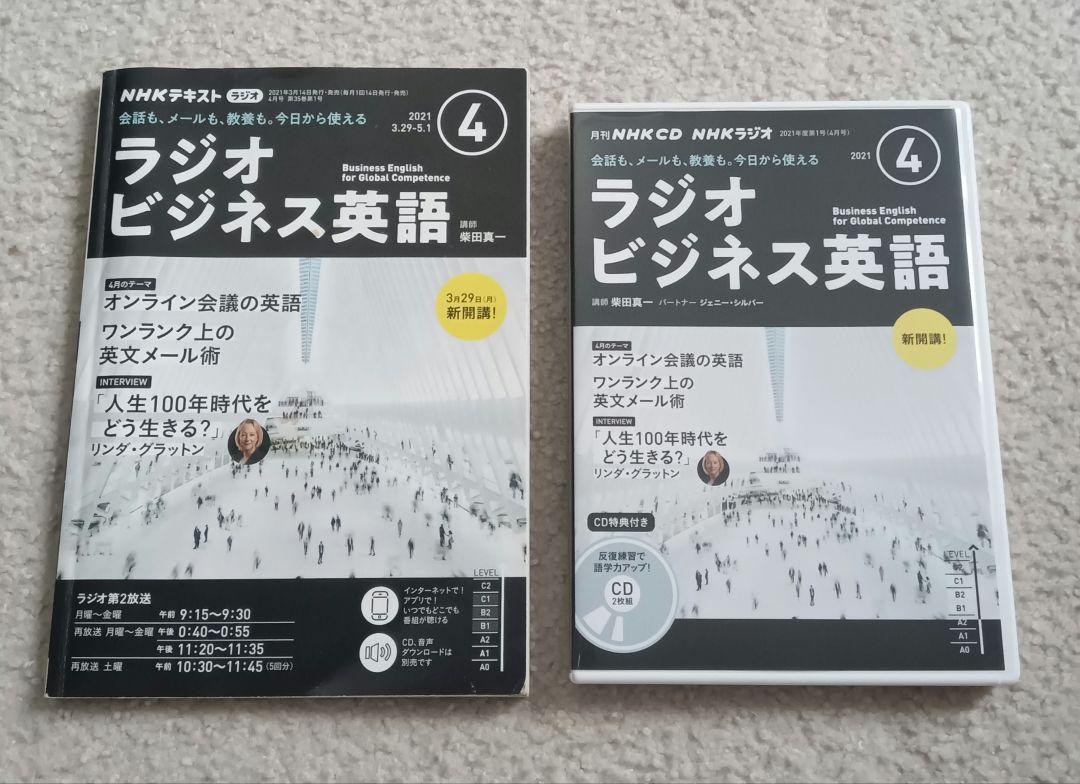 NHKテキスト ラジオ
2021年3月14日発行・発売(毎月1回14日発行・発売)
4月号 第35巻第1号
会話も、メールも、教養も。今日から使える
2021
3.29-5.1
4
ラジオ
ビジネス英語
Business English
for Global Competence
講師
柴田真一
4月のテーマ
オンライン会議の英語
ワンランク上の
英文メール術
INTERVIEW
「人生100年時代を
どう生きる?」
リンダ・グラットン
3月29日(月)
新開講!
ラジオ第2放送
月曜〜金曜 午前 9:15〜9:30
再放送 月曜〜金曜 午後 0:40〜0:55
午後 11:20〜11:35
再放送 土曜 午前 10:30〜11:45(5回分)
インターネットで!
アプリで!
いつでもどこでも
番組が聴ける
CD、音声
ダウンロードは
別売です
LEVEL
C2
C1
B2
B1
A2
A1
A0
月刊 NHK CD NHKラジオ 2021年度第1号(4月号)
会話も、メールも、教養も。今日から使える
2021
4
ラジオ
ビジネス英語
Business English
for Global Competence
講師 柴田真一 パートナー ジェニー・シルバー
新開講!
4月のテーマ
オンライン会議の英語
ワンランク上の
英文メール術
INTERVIEW
「人生100年時代を
どう生きる?」
リンダ・グラットン
CD特典付き
反復練習で
語学力アップ!
CD
2枚組
LEVEL
C2
C1
B2
B1
A2
A1
A0